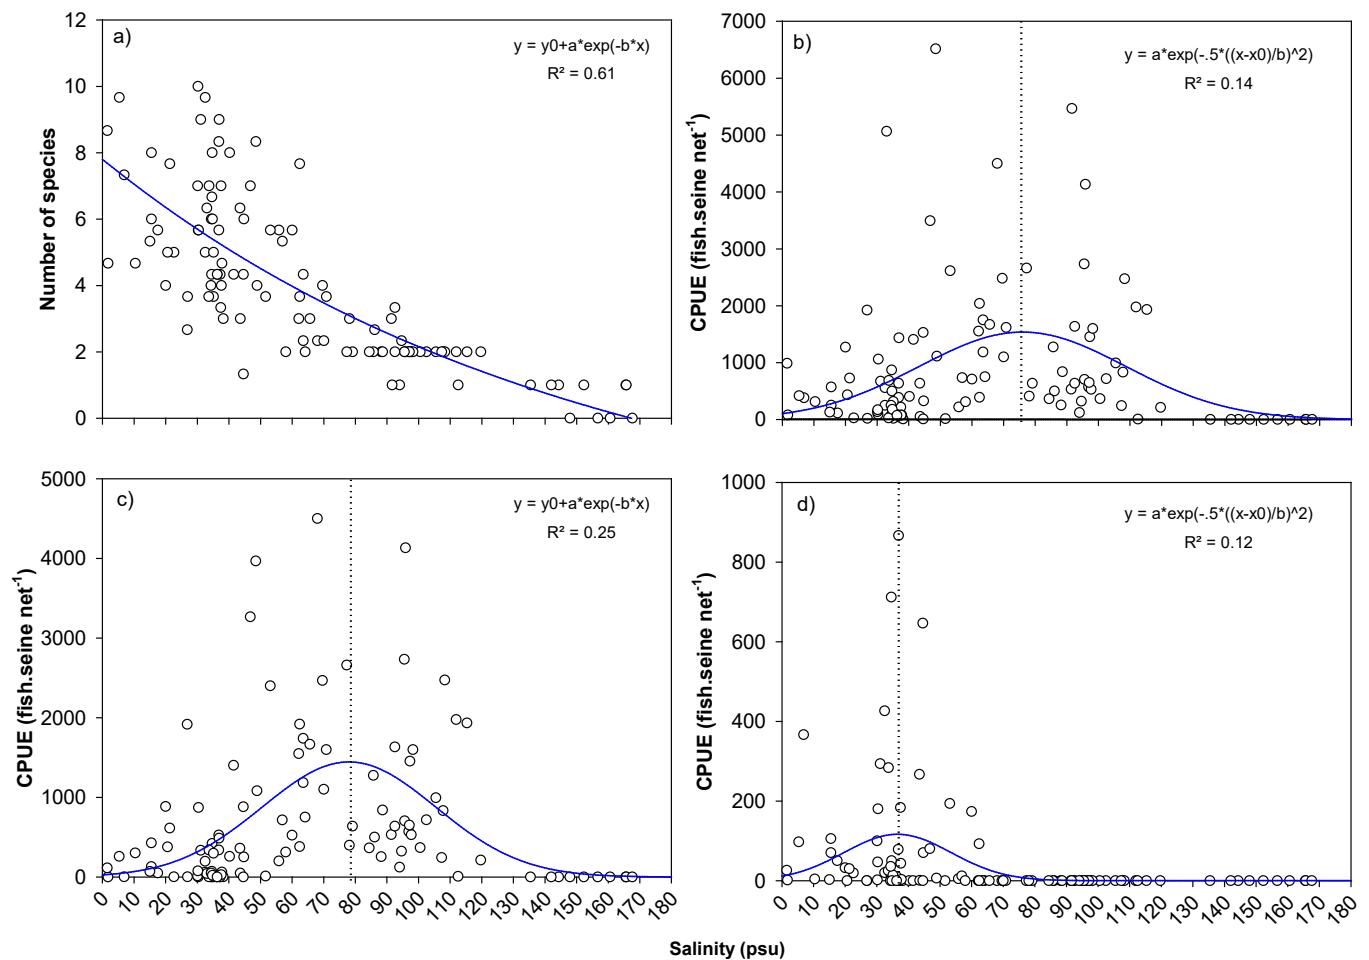 a)
y = y0+a*exp(-b*x)
R² = 0.61
Number of species
12
10
8
6
4
2
0
b)
y = a*exp(-.5*((x-x0)/b)^2)
R² = 0.14
CPUE (fish.seine net⁻¹)
7000
6000
5000
4000
3000
2000
1000
0
c)
y = y0+a*exp(-b*x)
R² = 0.25
CPUE (fish.seine net⁻¹)
5000
4000
3000
2000
1000
0
0 10 20 30 40 50 60 70 80 90 100 110 120 130 140 150 160 170 180
d)
y = a*exp(-.5*((x-x0)/b)^2)
R² = 0.12
CPUE (fish.seine net⁻¹)
1000
800
600
400
200
0
0 10 20 30 40 50 60 70 80 90 100 110 120 130 140 150 160 170 180
Salinity (psu)